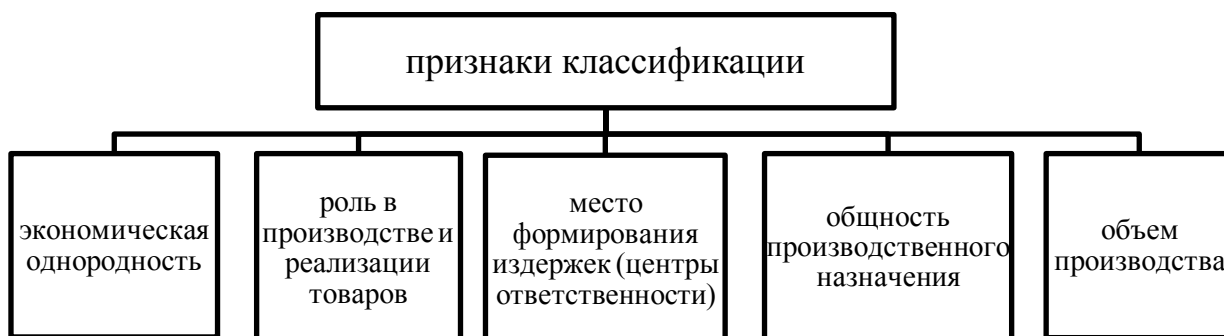 признаки классификации
экономическая
однородность
роль в
производстве и
реализации
товаров
место
формирования
издержек (центры
ответственности)
общность
производственного
назначения
объем
производства